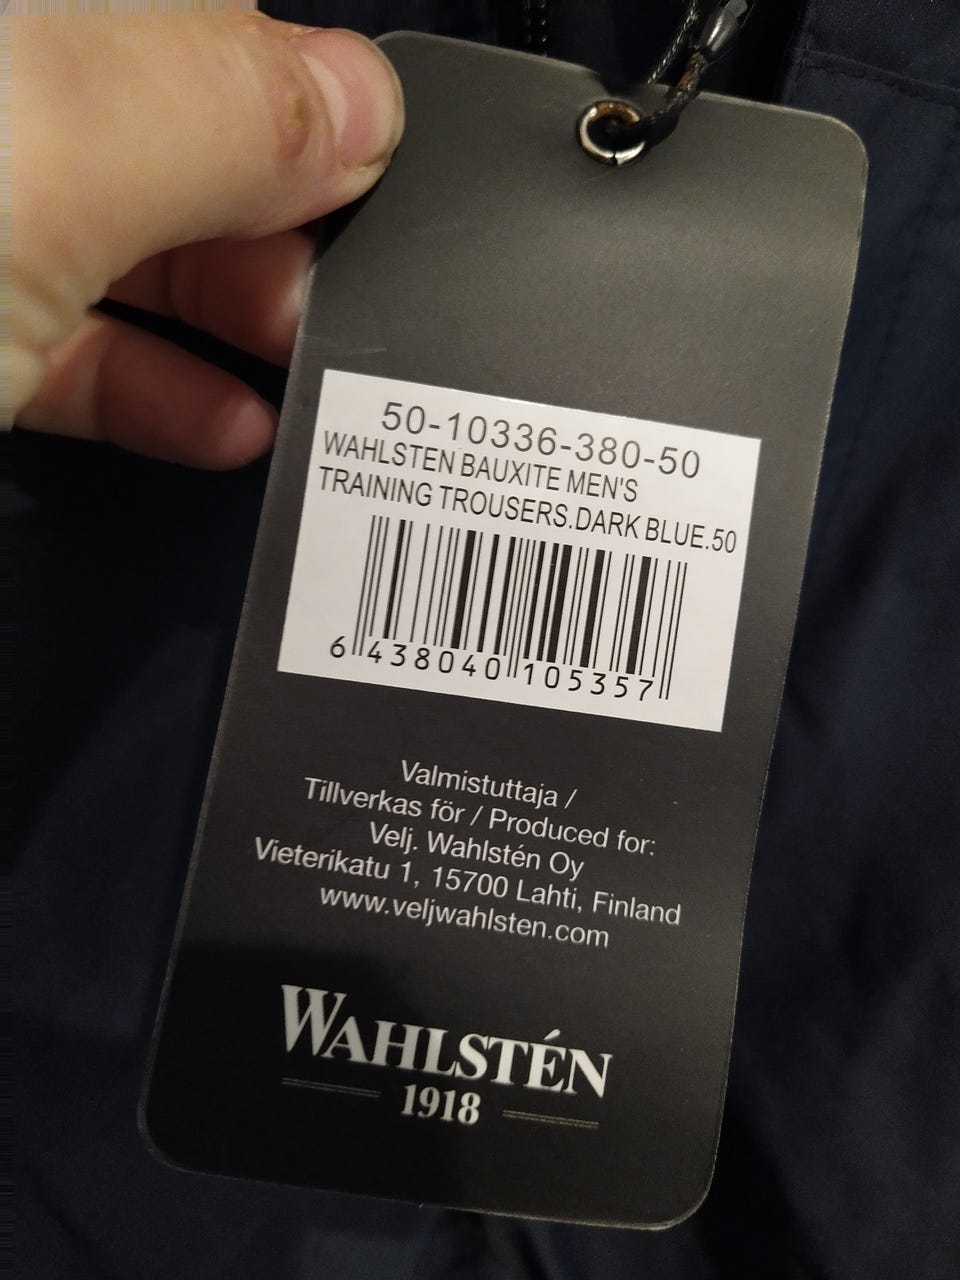 50-10336-380-50
WAHLSTEN BAUXITE MEN'S
TRAINING TROUSERS.DARK BLUE.50
6 438040 105357
Valmistuttaja /
Tillverkas för / Produced for:
Velj. Wahlstén Oy
Vieterikatu 1, 15700 Lahti, Finland
www.veljwahlsten.com
WAHLSTÉN
1918